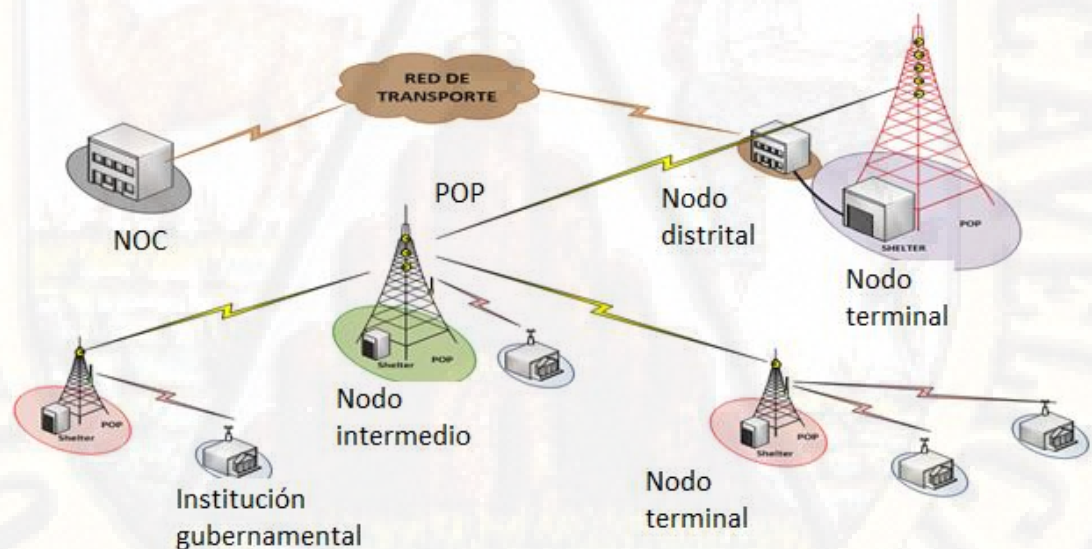 RED DE
TRANSPORTE
NOC
POP
Nodo
distrital
SHELTER
POP
Nodo
terminal
Shelter
POP
Nodo
intermedio
Shelter
POP
Institución
gubernamental
Shelter
POP
Nodo
terminal